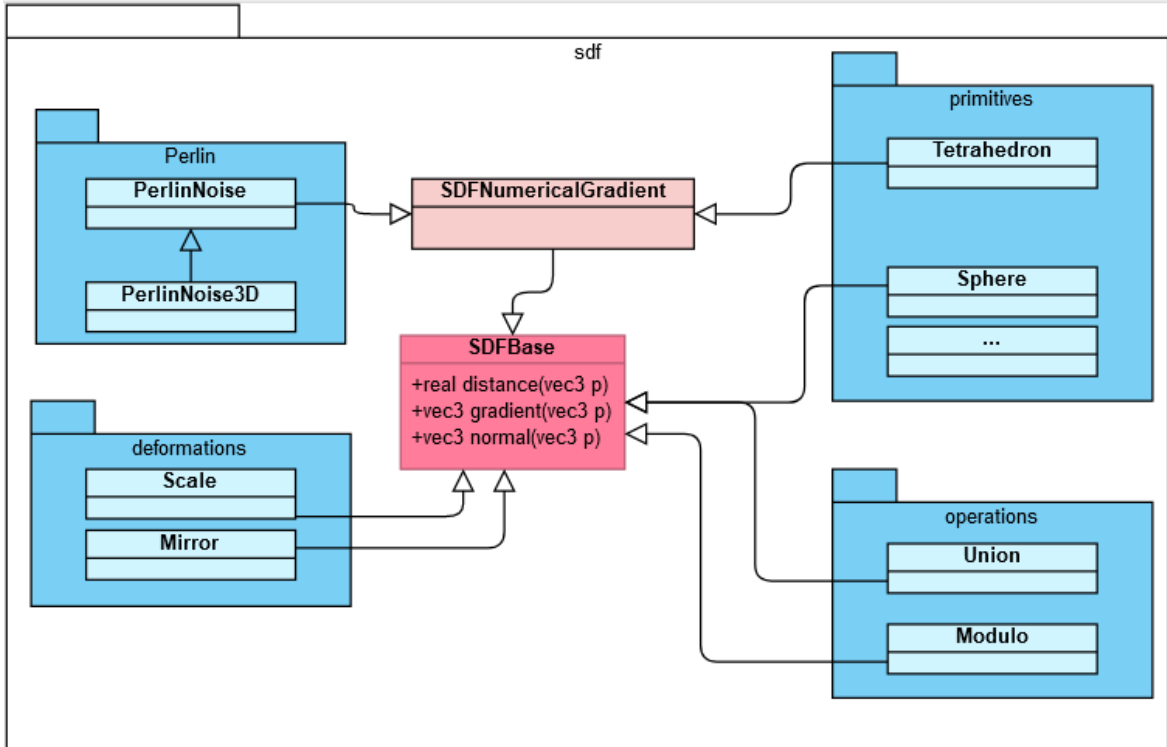 sdf
Perlin
PerlinNoise
PerlinNoise3D
SDFNumericalGradient
primitives
Tetrahedron
Sphere
...
SDFBase
+real distance(vec3 p)
+vec3 gradient(vec3 p)
+vec3 normal(vec3 p)
deformations
Scale
Mirror
operations
Union
Modulo